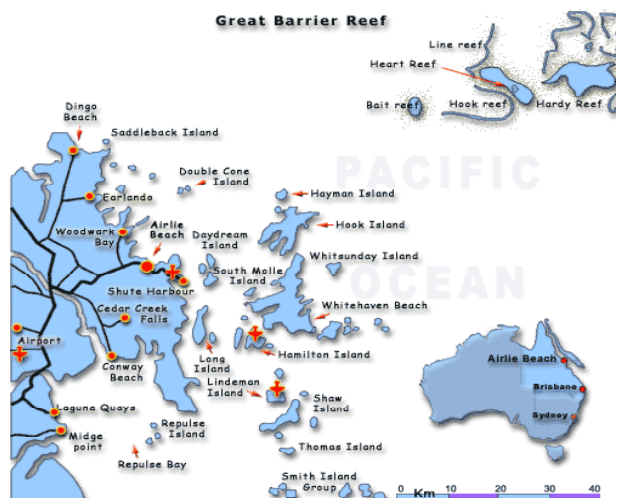 Great Barrier Reef
Line reef
Heart Reef
Bait reef
Hook reef
Hardy Reef
Dingo
Beach
Saddleback Island
Double Cone
Island
PACIFIC
OCEAN
Earlando
Hayman Island
Woodwark
Bay
Airlie
Beach
Daydream
Island
Hook Island
Whitsunday Island
South Molle
Island
Shute Harbour
Whitehaven Beach
Cedar Creek
Falls
Airport
Long
Island
Hamilton Island
Conway
Beach
Lindeman
Island
Shaw
Island
Laguna Quays
Repulse
Island
Midge
point
Repulse Bay
Thomas Island
Smith Island
Group
Airlie Beach
Brisbano
Sydney
0 10 20 30 40
Km